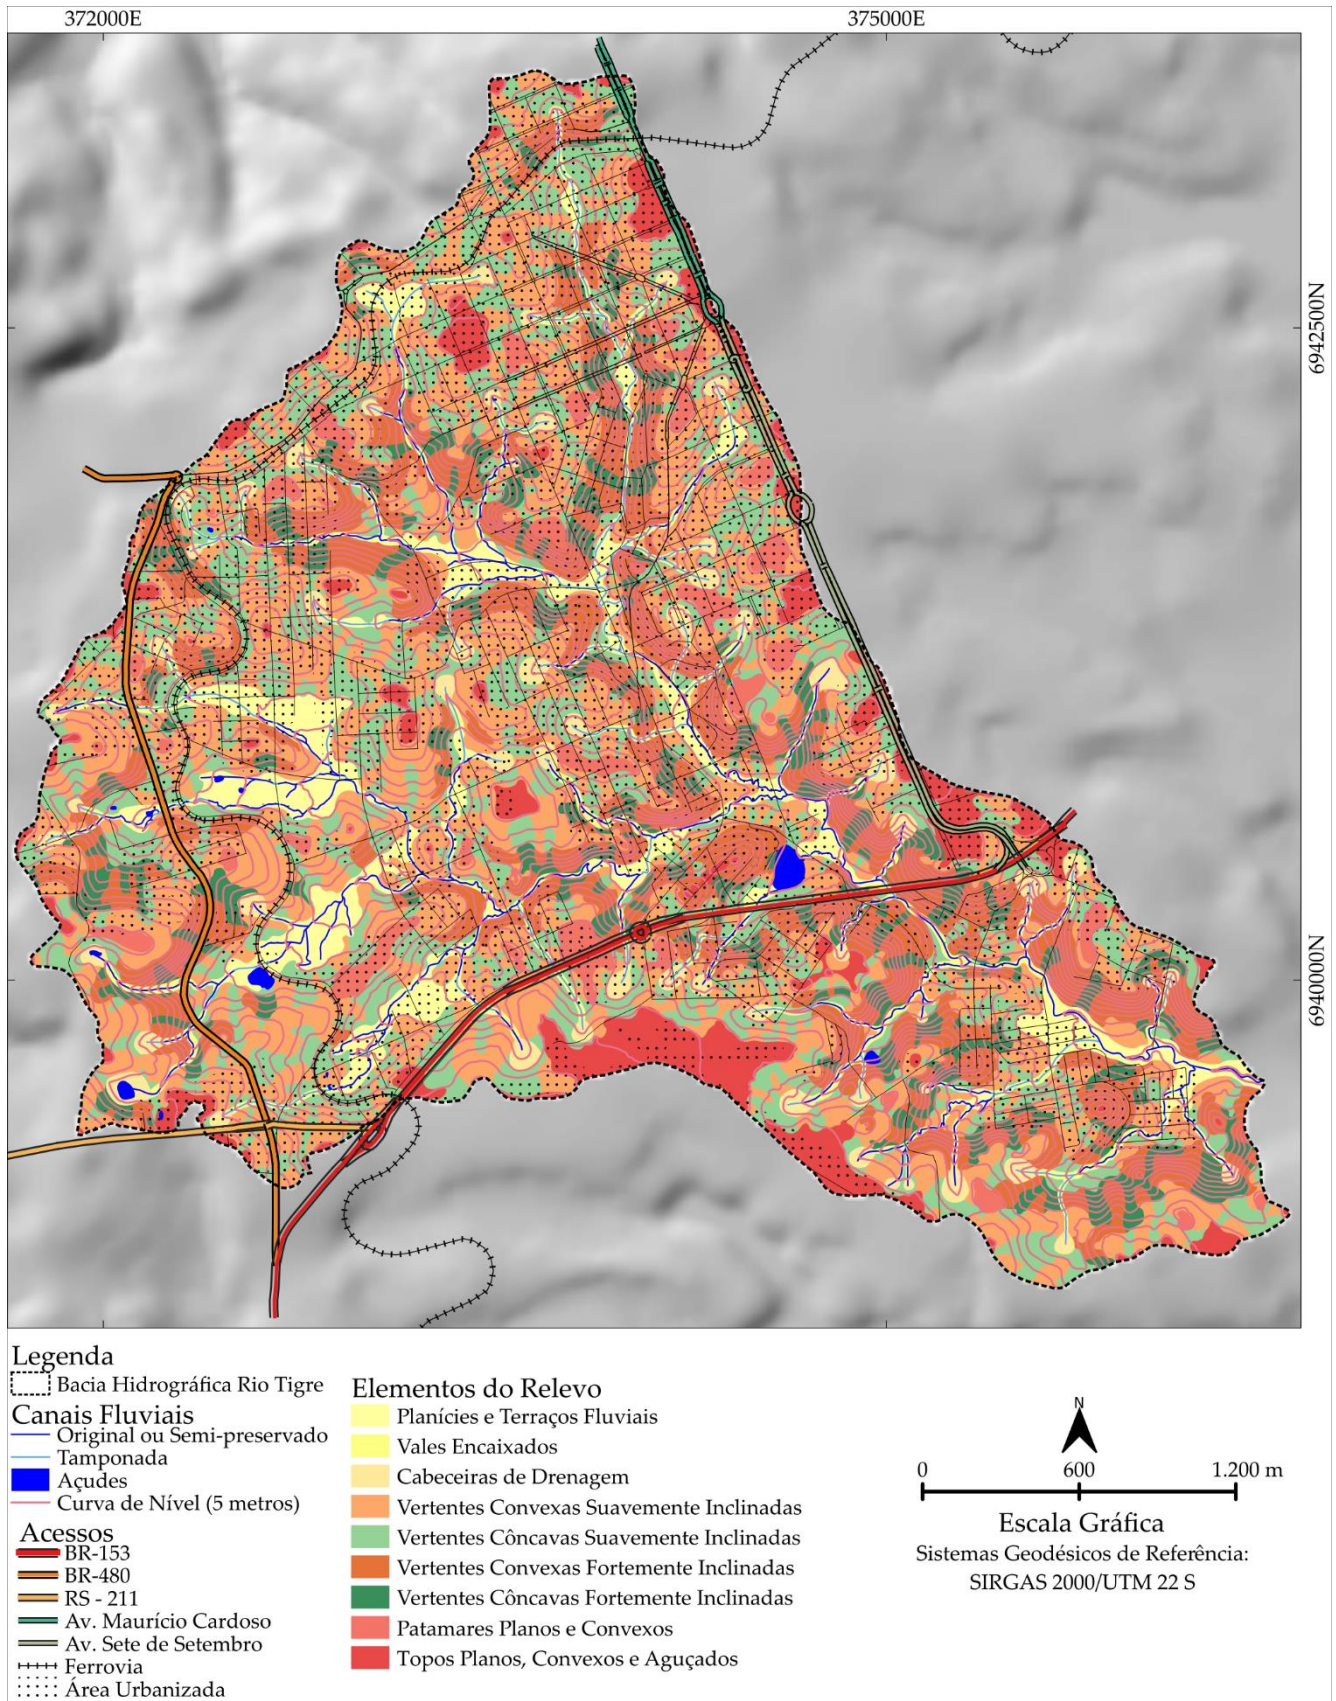 372000E
375000E
6942500N
6940000N
Legenda
Bacia Hidrográfica Rio Tigre
Canais Fluviais
Original ou Semi-preservado
Tamponada
Açudes
Curva de Nível (5 metros)
Acessos
BR-153
BR-480
RS - 211
Av. Maurício Cardoso
Av. Sete de Setembro
Ferrovia
Área Urbanizada
Elementos do Relevo
Planícies e Terraços Fluviais
Vales Encaixados
Cabeceiras de Drenagem
Vertentes Convexas Suavemente Inclinadas
Vertentes Côncavas Suavemente Inclinadas
Vertentes Convexas Fortemente Inclinadas
Vertentes Côncavas Fortemente Inclinadas
Patamares Planos e Convexos
Topos Planos, Convexos e Aguçados
N
0 600 1.200 m
Escala Gráfica
Sistemas Geodésicos de Referência:
SIRGAS 2000/UTM 22 S